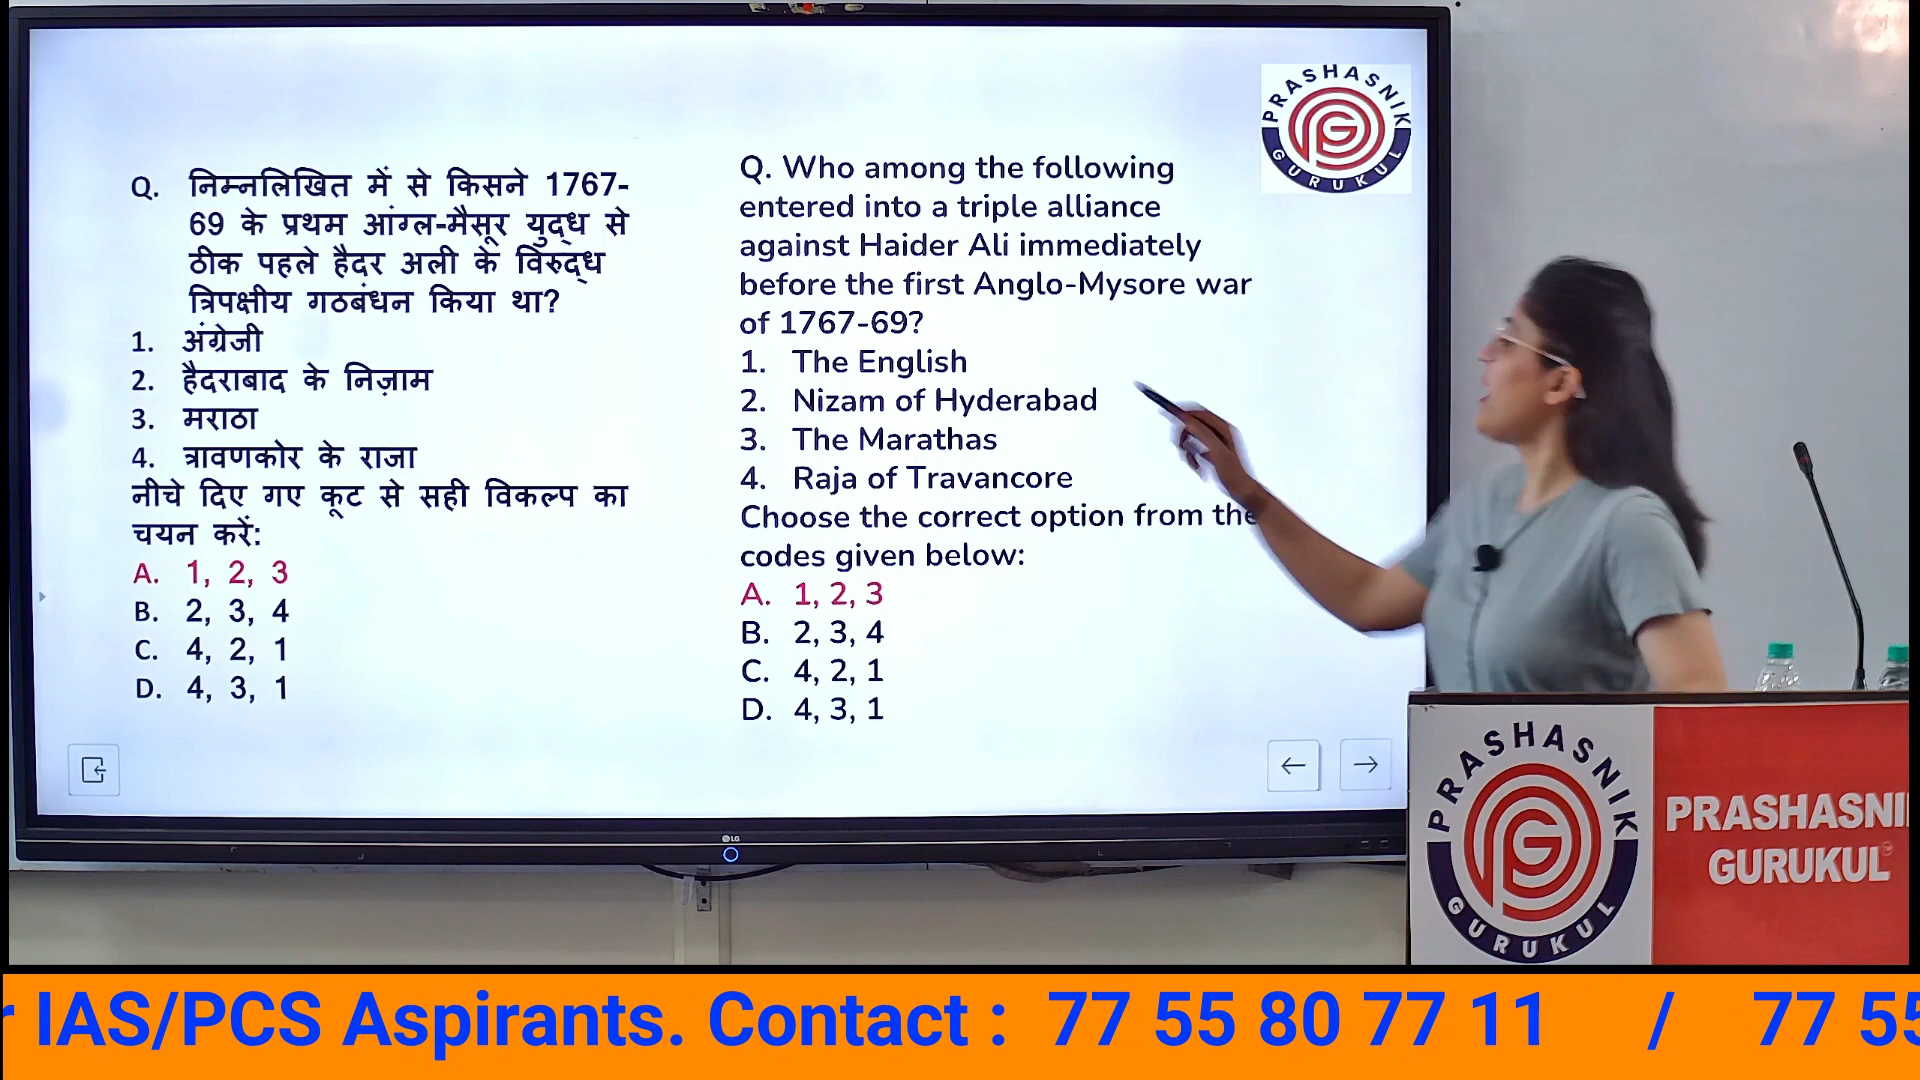 PRASHASNIK
GURUKUL
Q. निम्नलिखित में से किसने 1767-
69 के प्रथम आंग्ल-मैसूर युद्ध से
ठीक पहले हैदर अली के विरुद्ध
त्रिपक्षीय गठबंधन किया था?
1. अंग्रेजी
2. हैदराबाद के निज़ाम
3. मराठा
4. त्रावणकोर के राजा
नीचे दिए गए कूट से सही विकल्प का
चयन करें:
A. 1, 2, 3
B. 2, 3, 4
C. 4, 2, 1
D. 4, 3, 1
Q. Who among the following
entered into a triple alliance
against Haider Ali immediately
before the first Anglo-Mysore war
of 1767-69?
1. The English
2. Nizam of Hyderabad
3. The Marathas
4. Raja of Travancore
Choose the correct option from the
codes given below:
A. 1, 2, 3
B. 2, 3, 4
C. 4, 2, 1
D. 4, 3, 1
LG
PRASHASNIK
GURUKUL
PRASHASNI
GURUKUL
r IAS/PCS Aspirants. Contact : 77 55 80 77 11 / 77 55